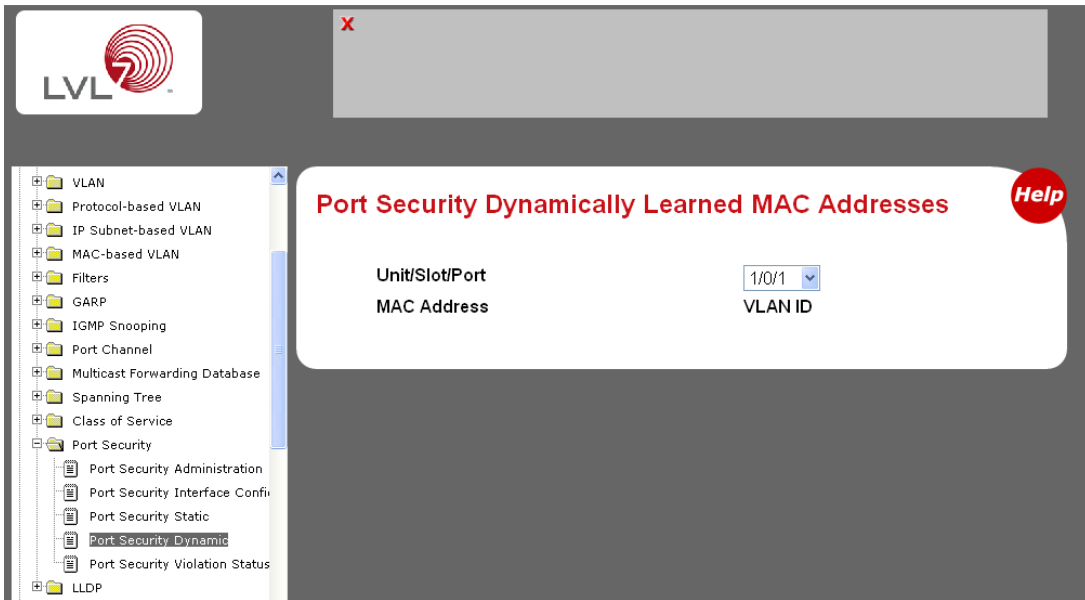 LVL7
X
VLAN
Protocol-based VLAN
IP Subnet-based VLAN
MAC-based VLAN
Filters
GARP
IGMP Snooping
Port Channel
Multicast Forwarding Database
Spanning Tree
Class of Service
Port Security
Port Security Administration
Port Security Interface Confi
Port Security Static
Port Security Dynamic
Port Security Violation Status
LLDP
Port Security Dynamically Learned MAC Addresses
Help
Unit/Slot/Port 1/0/1
MAC Address VLAN ID